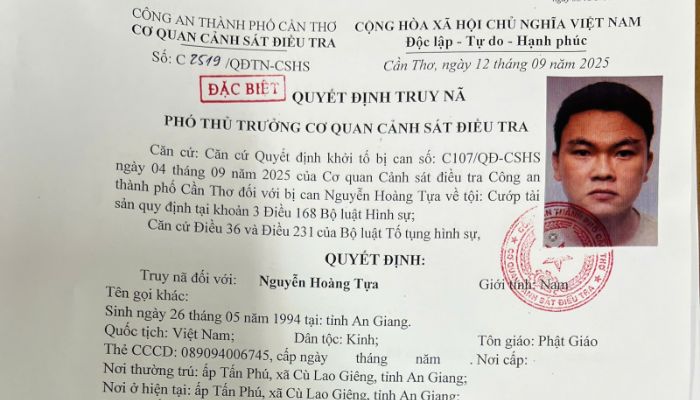 CÔNG AN THÀNH PHỐ CẦN THƠ
CƠ QUAN CẢNH SÁT ĐIỀU TRA
CỘNG HÒA XÃ HỘI CHỦ NGHĨA VIỆT NAM
Độc lập - Tự do - Hạnh phúc
Số: C 2519 /QĐTN-CSHS
Cần Thơ, ngày 12 tháng 09 năm 2025
ĐẶC BIỆT
QUYẾT ĐỊNH TRUY NÃ
PHÓ THỦ TRƯỞNG CƠ QUAN CẢNH SÁT ĐIỀU TRA
Căn cứ: Căn cứ Quyết định khởi tố bị can số: C107/QĐ-CSHS
ngày 04 tháng 09 năm 2025 của Cơ quan Cảnh sát điều tra Công an
thành phố Cần Thơ đối với bị can Nguyễn Hoàng Tựa về tội: Cướp tài
sản quy định tại khoản 3 Điều 168 Bộ luật Hình sự;
Căn cứ Điều 36 và Điều 231 của Bộ luật Tố tụng hình sự,
QUYẾT ĐỊNH:
Truy nã đối với: Nguyễn Hoàng Tựa Giới tính: Nam
Tên gọi khác:
Sinh ngày 26 tháng 05 năm 1994 tại: tỉnh An Giang.
Quốc tịch: Việt Nam; Dân tộc: Kinh; Tôn giáo: Phật Giáo
Thẻ CCCD: 089094006745, cấp ngày tháng năm . Nơi cấp:
Nơi thường trú: ấp Tấn Phú, xã Cù Lao Giêng, tỉnh An Giang;
Nơi ở hiện tại: ấp Tấn Phú, xã Cù Lao Giêng, tỉnh An Giang;